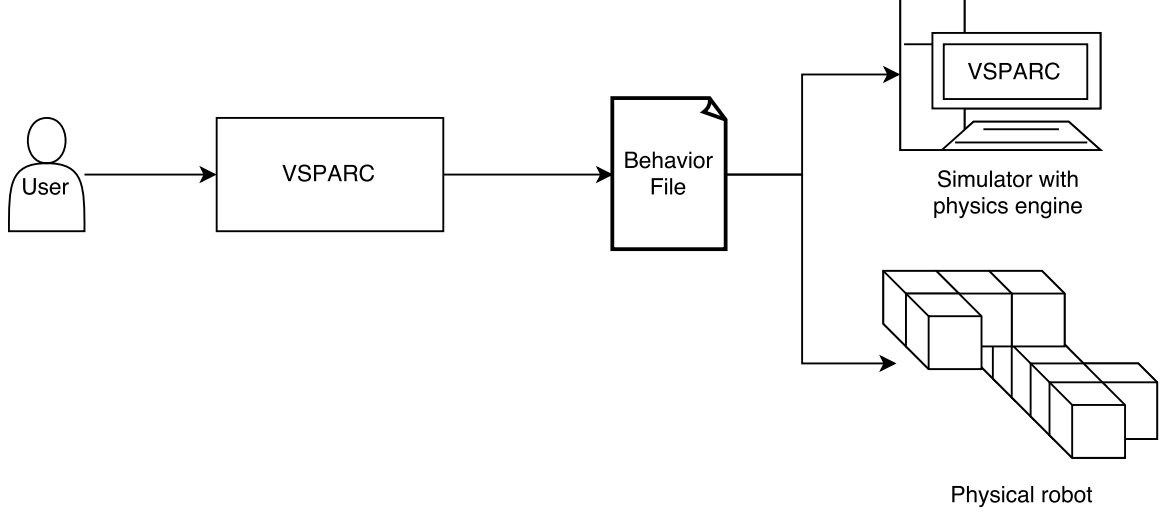 User
VSPARC
Behavior
File
VSPARC
Simulator with
physics engine
Physical robot